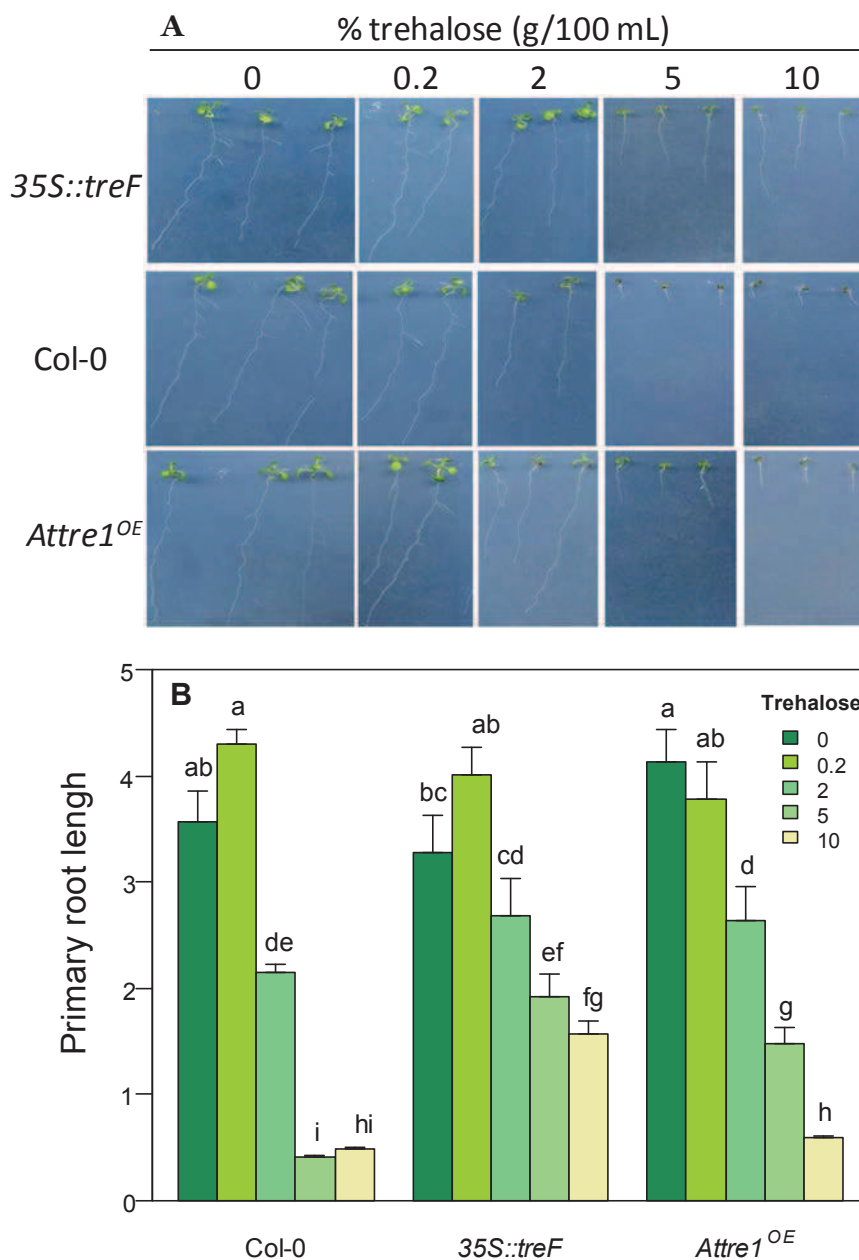 A
% trehalose (g/100 mL)
0 0.2 2 5 10
35S::treF
Col-0
Attre1OE
B
Primary root lengh
5
4
3
2
1
0
ab
a
de
i
hi
bc
ab
cd
ef
fg
a
ab
d
g
h
Trehalose
0
0.2
2
5
10
Col-0 35S::treF Attre1OE